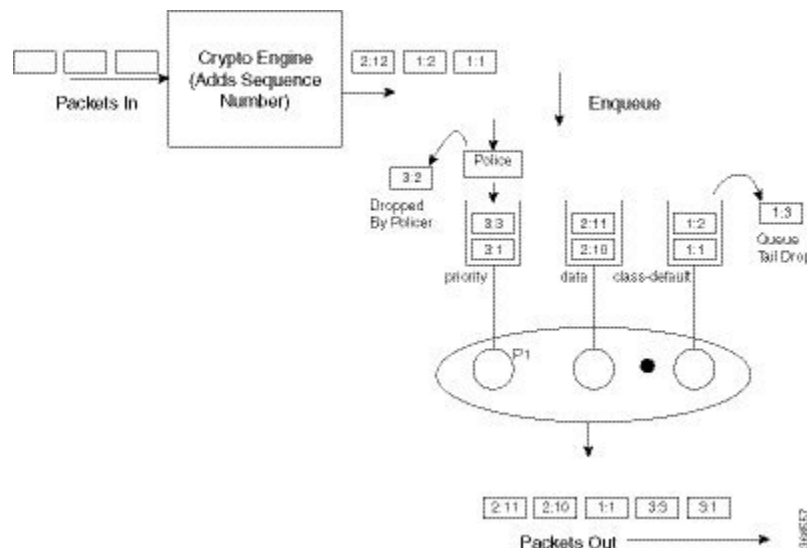 Crypto Engine
(Adds Sequence
Number)
2:12
1:2
1:1
Packets In
Enqueue
Police
3:2
Dropped
By Policer
3:3
3:1
2:11
2:10
1:2
1:1
1:3
Queue
Tail Drop
priority
data
class-default
P1
2:11
2:10
1:1
3:3
3:1
Packets Out